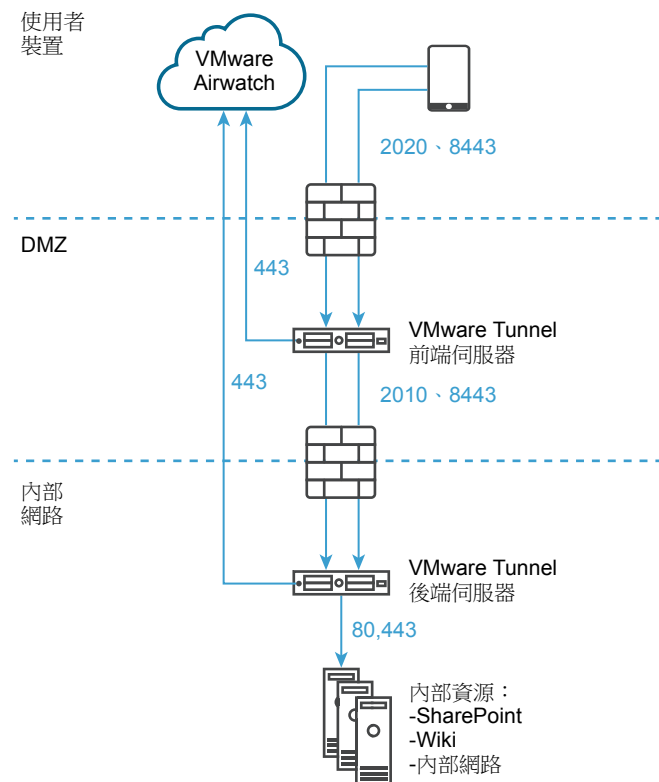 使用者
裝置
VMware
Airwatch
2020、8443
DMZ
443
VMware Tunnel
前端伺服器
443
2010、8443
內部
網路
VMware Tunnel
後端伺服器
80,443
內部資源：
-SharePoint
-Wiki
-內部網路